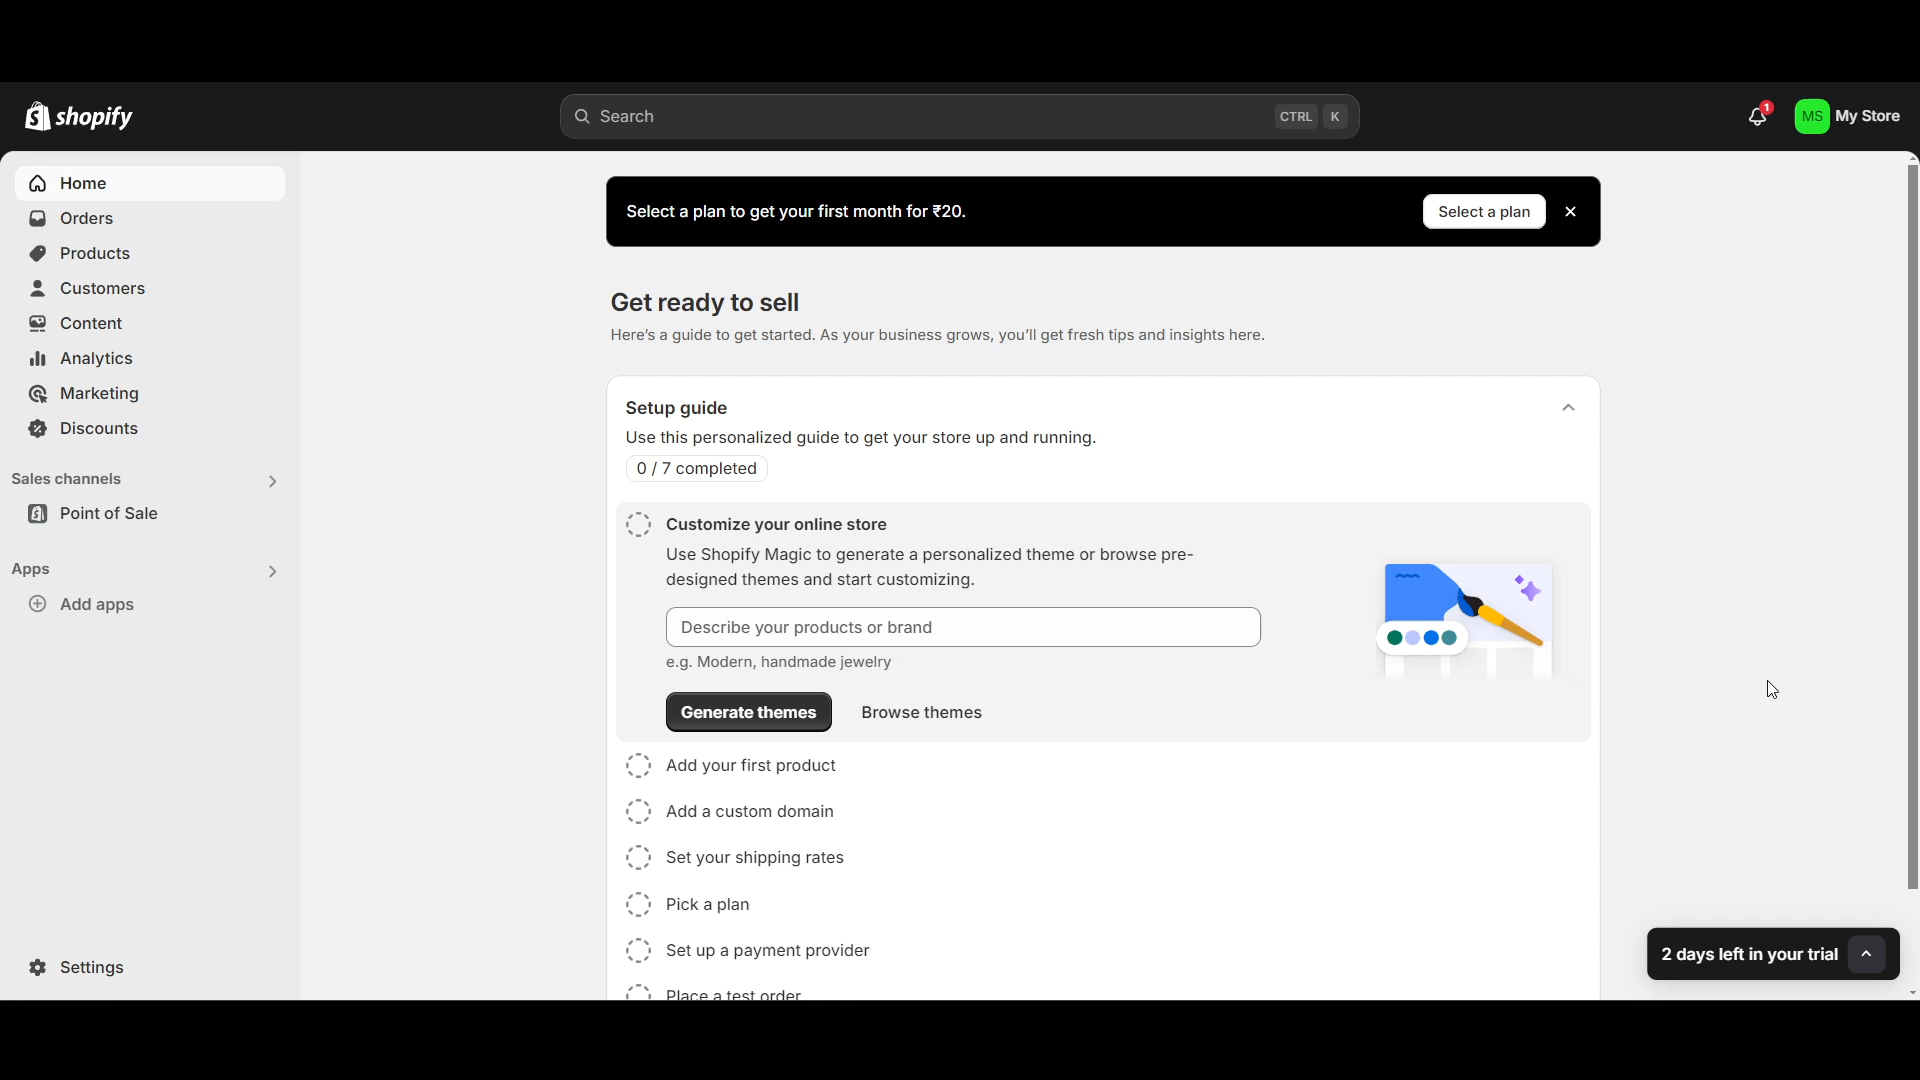 shopify
Search
CTRL K
1
MS
My Store
Home
Orders
Products
Customers
Content
Analytics
Marketing
Discounts
Sales channels
Point of Sale
Apps
Add apps
Settings
Select a plan to get your first month for ₹20.
Select a plan
Get ready to sell
Here's a guide to get started. As your business grows, you'll get fresh tips and insights here.
Setup guide
Use this personalized guide to get your store up and running.
0 / 7 completed
Customize your online store
Use Shopify Magic to generate a personalized theme or browse pre-
designed themes and start customizing.
Describe your products or brand
e.g. Modern, handmade jewelry
Generate themes
Browse themes
Add your first product
Add a custom domain
Set your shipping rates
Pick a plan
Set up a payment provider
Place a test order
2 days left in your trial